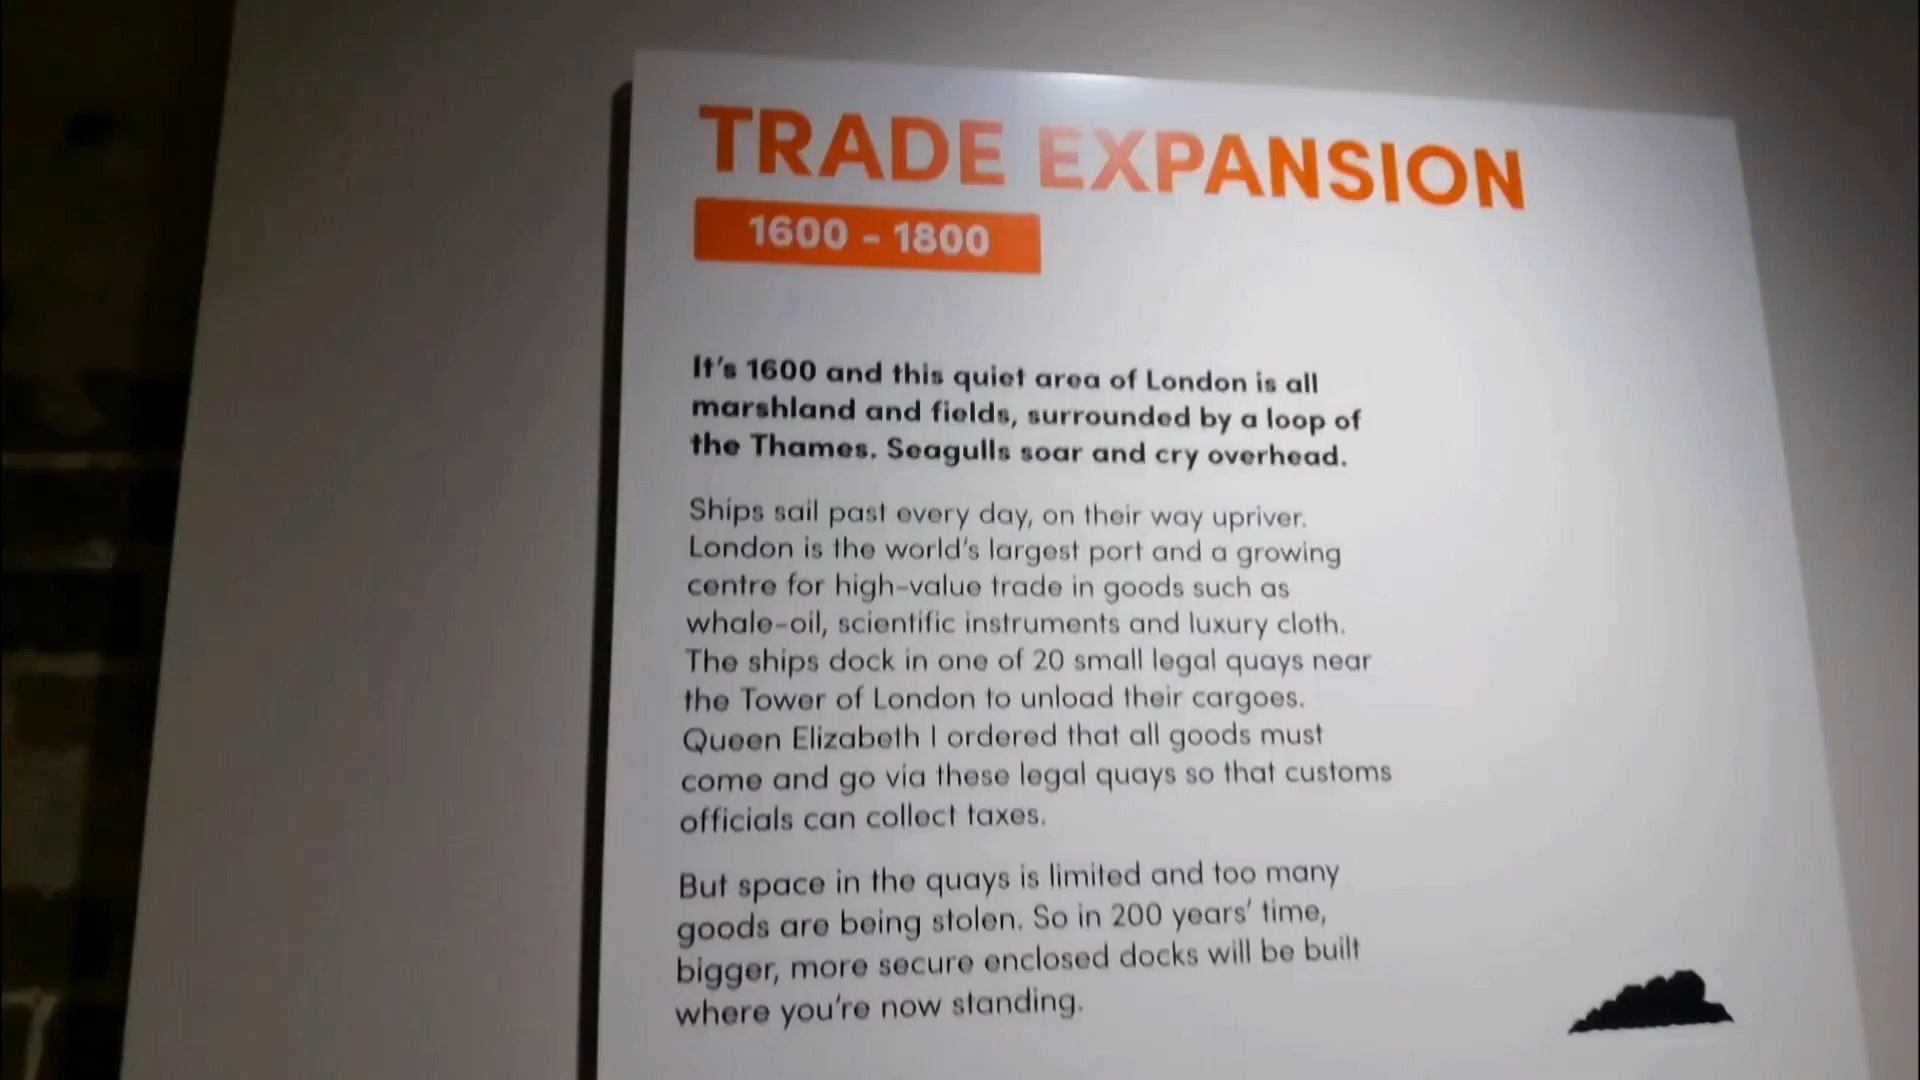 TRADE EXPANSION
1600 - 1800
It's 1600 and this quiet area of London is all
marshland and fields, surrounded by a loop of
the Thames. Seagulls soar and cry overhead.
Ships sail past every day, on their way upriver.
London is the world's largest port and a growing
centre for high-value trade in goods such as
whale-oil, scientific instruments and luxury cloth.
The ships dock in one of 20 small legal quays near
the Tower of London to unload their cargoes.
Queen Elizabeth I ordered that all goods must
come and go via these legal quays so that customs
officials can collect taxes.
But space in the quays is limited and too many
goods are being stolen. So in 200 years' time,
bigger, more secure enclosed docks will be built
where you're now standing.